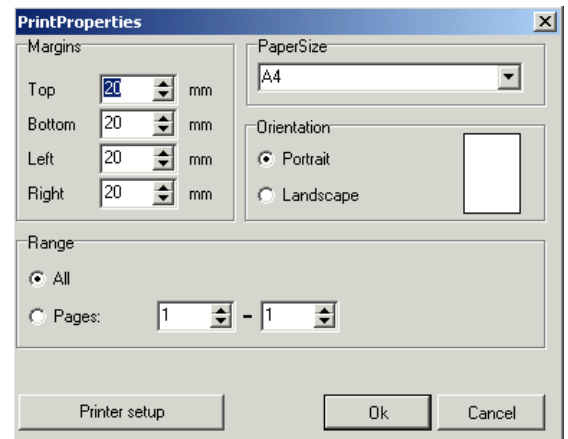 PrintProperties
Margins
Top 20 mm
Bottom 20 mm
Left 20 mm
Right 20 mm
PaperSize
A4
Orientation
Portrait
Landscape
Range
All
Pages: 1 - 1
Printer setup Ok Cancel